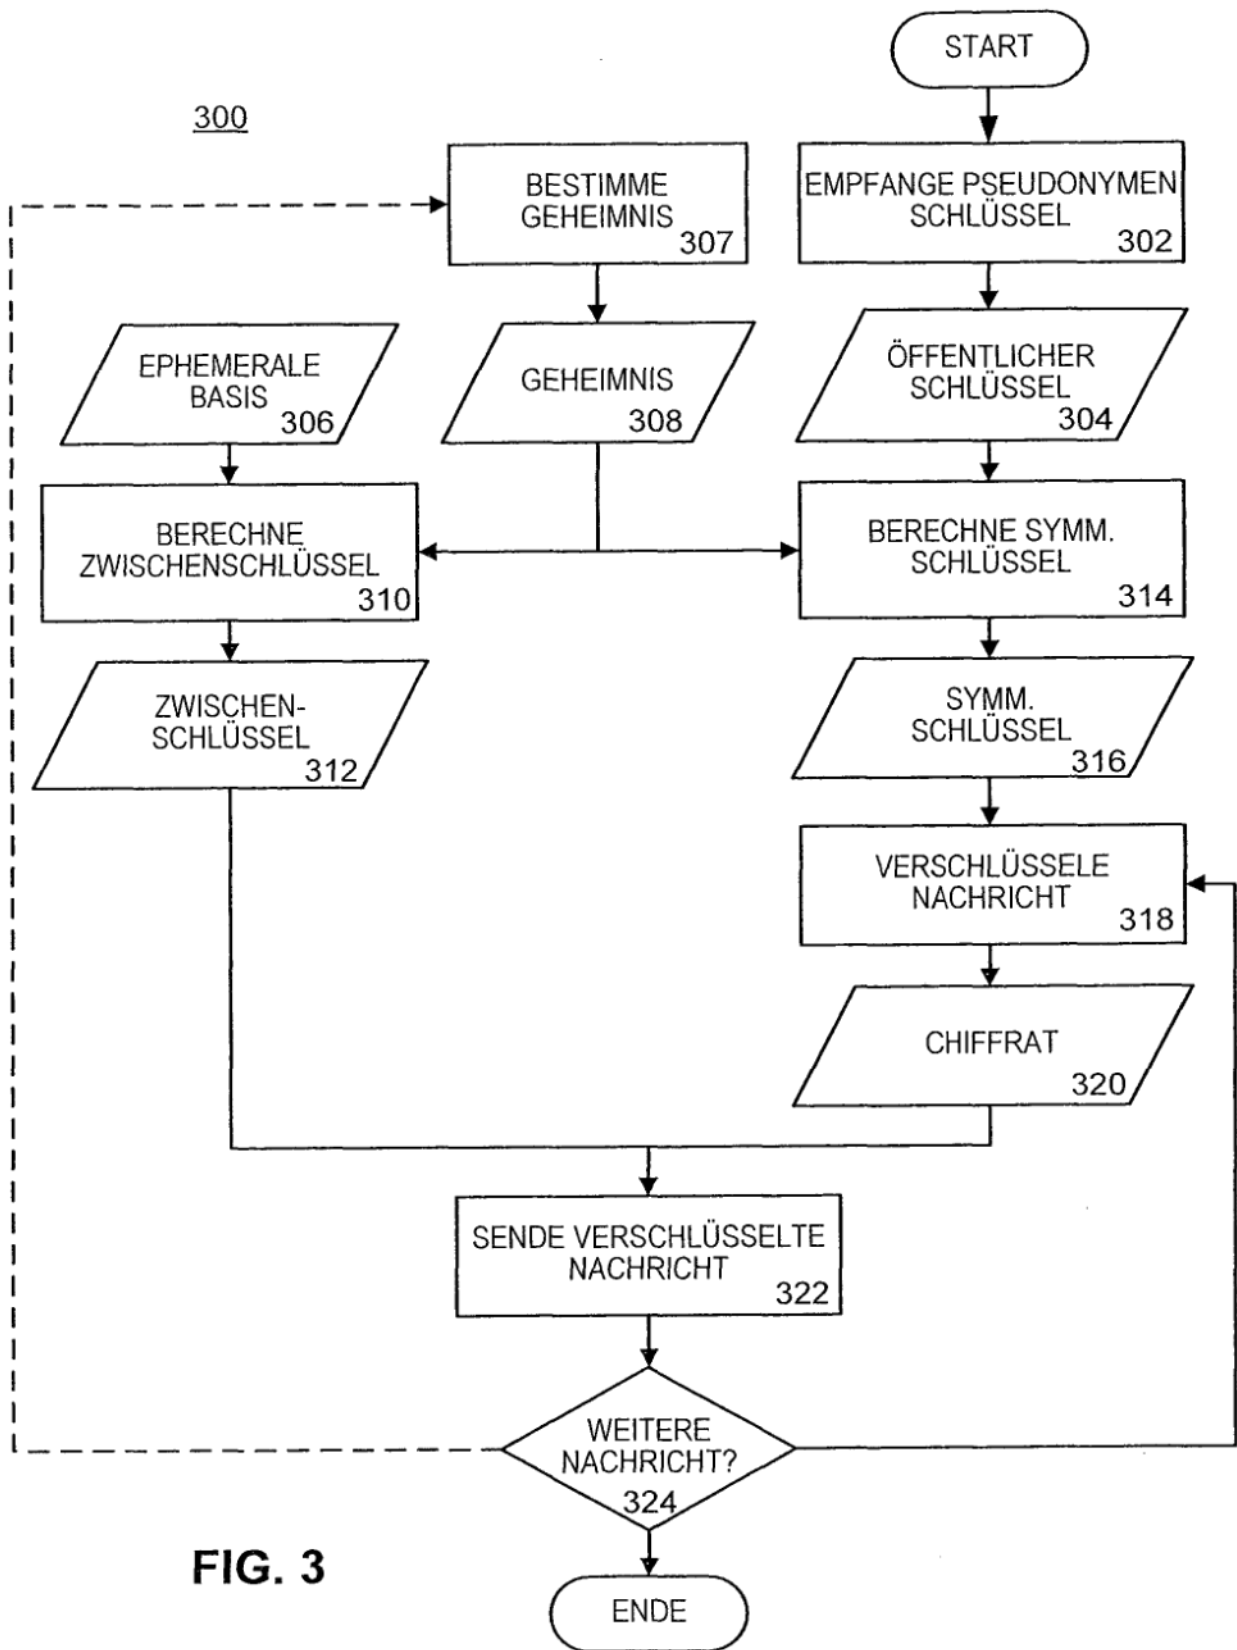 START
300
BESTIMME
GEHEIMNIS
307
EMPFANGE PSEUDONYMEN
SCHLÜSSEL
302
EPHEMERALE
BASIS
306
GEHEIMNIS
308
ÖFFENTLICHER
SCHLÜSSEL
304
BERECHNE
ZWISCHENSCHLÜSSEL
310
BERECHNE SYMM.
SCHLÜSSEL
314
ZWISCHEN-
SCHLÜSSEL
312
SYMM.
SCHLÜSSEL
316
VERSCHLÜSSELE
NACHRICHT
318
CHIFFRAT
320
SENDE VERSCHLÜSSELTE
NACHRICHT
322
WEITERE
NACHRICHT?
324
FIG. 3
ENDE